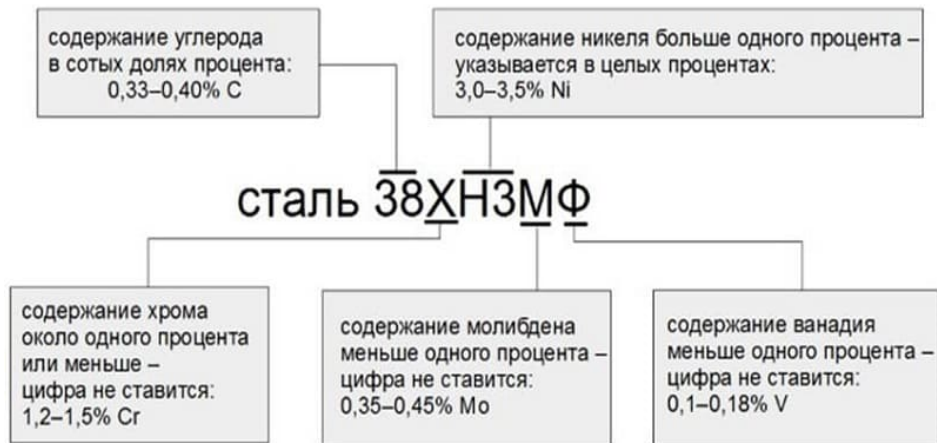 содержание углерода
в сотых долях процента:
0,33–0,40% C
содержание никеля больше одного процента –
указывается в целых процентах:
3,0–3,5% Ni
сталь 38ХН3МФ
содержание хрома
около одного процента
или меньше –
цифра не ставится:
1,2–1,5% Cr
содержание молибдена
меньше одного процента –
цифра не ставится:
0,35–0,45% Mo
содержание ванадия
меньше одного процента –
цифра не ставится:
0,1–0,18% V